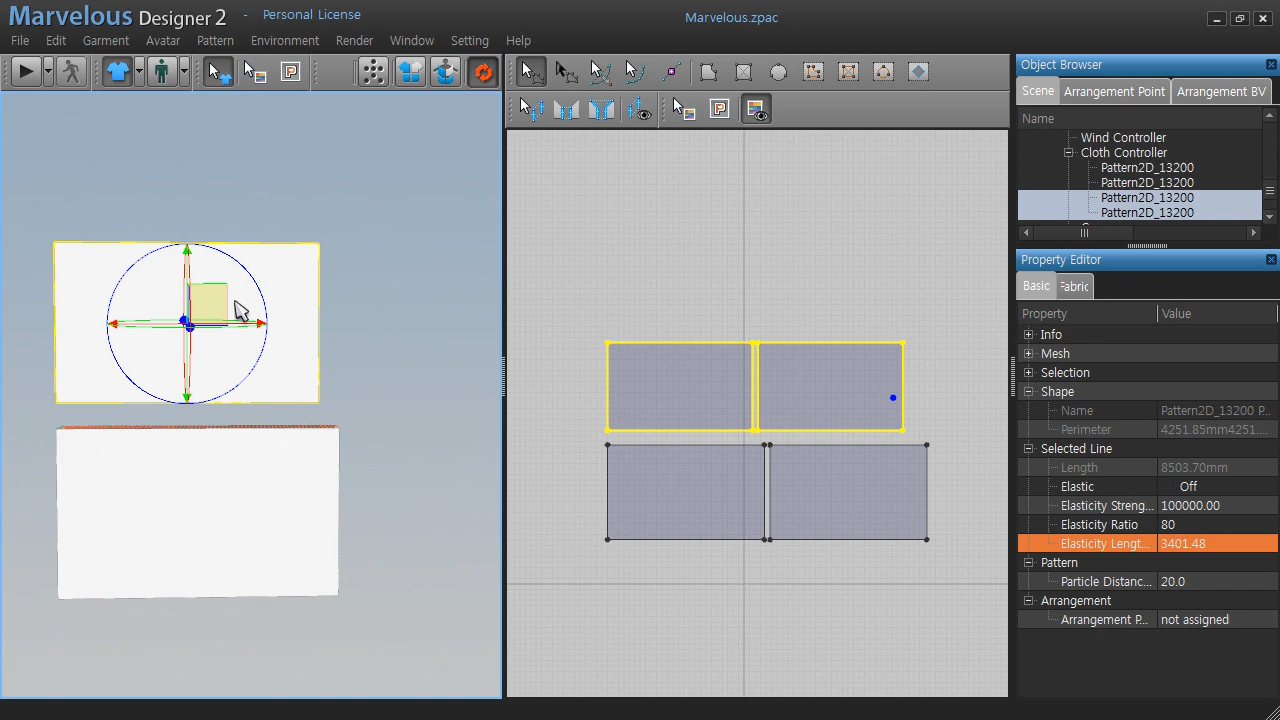 Marvelous Designer 2 - Personal License
Marvelous.zpac
File Edit Garment Avatar Pattern Environment Render Window Setting Help
Object Browser
Scene Arrangement Point Arrangement BV
Name
Wind Controller
Cloth Controller
Pattern2D_13200
Pattern2D_13200
Pattern2D_13200
Pattern2D_13200
Property Editor
Basic Fabric
Property Value
Info
Mesh
Selection
Shape
Name Pattern2D_13200 P...
Perimeter 4251.85mm4251....
Selected Line
Length 8503.70mm
Elastic Off
Elasticity Streng... 100000.00
Elasticity Ratio 80
Elasticity Lengt... 3401.48
Pattern
Particle Distanc... 20.0
Arrangement
Arrangement P... not assigned